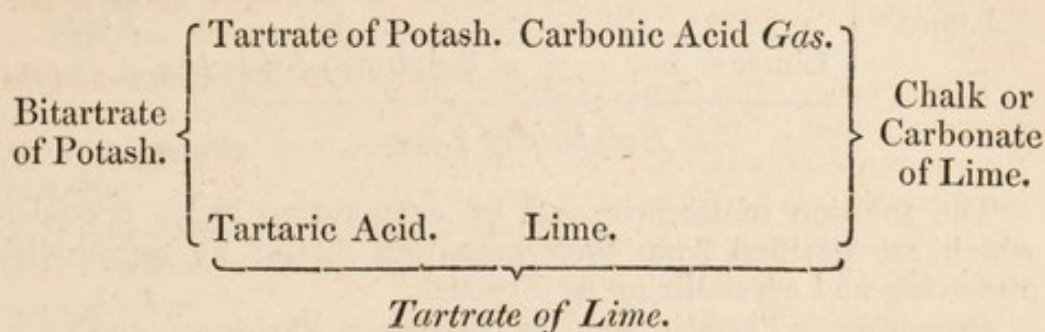 Tartrate of Potash. Carbonic Acid Gas.
Bitartrate
of Potash.
Chalk or
Carbonate
of Lime.
Tartaric Acid. Lime.
Tartrate of Lime.